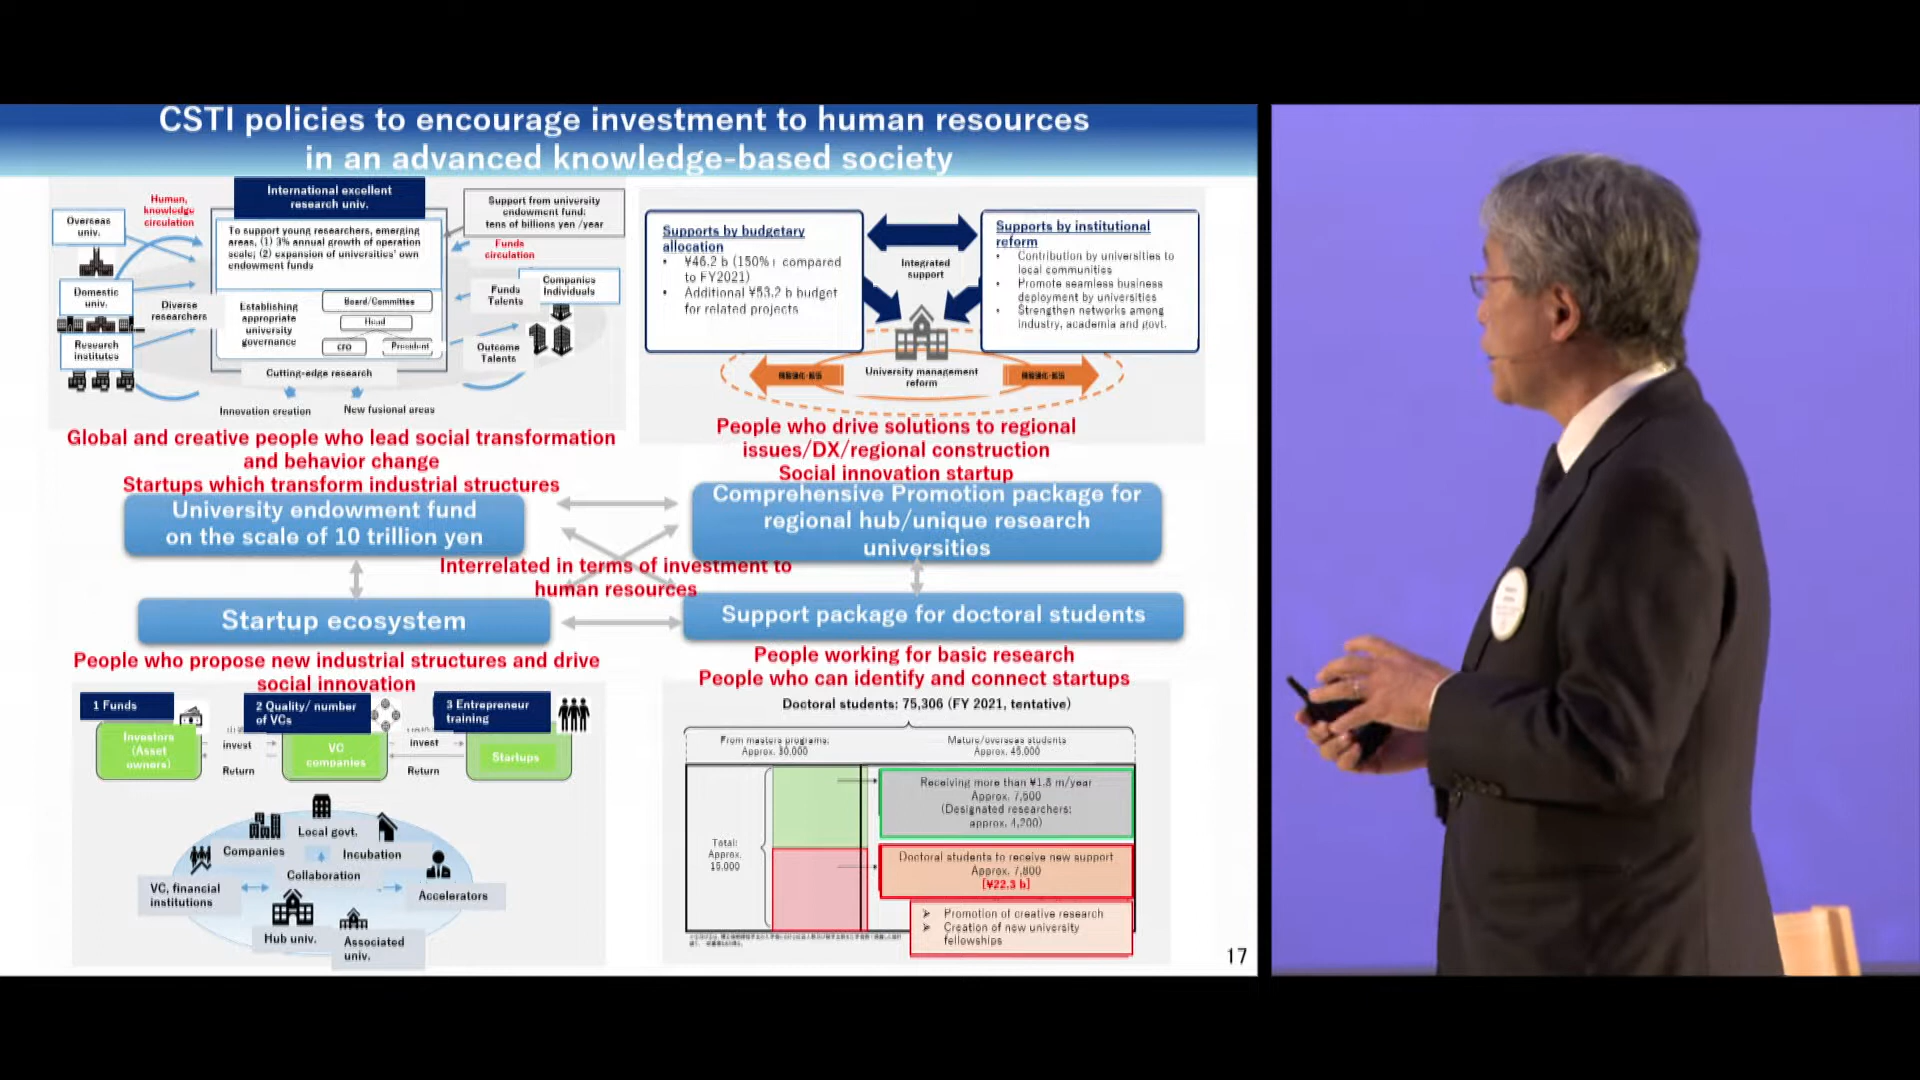 CSTI policies to encourage investment to human resources
in an advanced knowledge-based society
Human,
knowledge
circulation
Overseas
univ.
Domestic
univ.
Research
institutes
Diverse
researchers
International excellent
research univ.
To support young researchers, emerging
areas, (1) 3% annual growth of operation
scale; (2) expansion of universities' own
endowment funds
Establishing
appropriate
university
governance
Board/Committee
Head
CFO
President
Cutting-edge research
Innovation creation
New fusional areas
Support from university
endowment fund:
tens of billions yen /year
Funds
circulation
Funds
Talents
Companies
Individuals
Outcome
Talents
Supports by budgetary
allocation
• ¥46.2 b (150%↑ compared
to FY2021)
• Additional ¥53.2 b budget
for related projects
Integrated
support
Supports by institutional
reform
• Contribution by universities to
local communities
• Promote seamless business
deployment by universities
• Strengthen networks among
industry, academia and govt.
University management
reform
Global and creative people who lead social transformation
and behavior change
Startups which transform industrial structures
People who drive solutions to regional
issues/DX/regional construction
Social innovation startup
University endowment fund
on the scale of 10 trillion yen
Comprehensive Promotion package for
regional hub/unique research
universities
Interrelated in terms of investment to
human resources
Startup ecosystem
Support package for doctoral students
People who propose new industrial structures and drive
social innovation
People working for basic research
People who can identify and connect startups
1 Funds
2 Quality/ number
of VCs
3 Entrepreneur
training
Investors
(Asset
owners)
invest
Return
VC
companies
invest
Return
Startups
Local govt.
Companies
Incubation
Collaboration
VC, financial
institutions
Accelerators
Hub univ.
Associated
univ.
Doctoral students: 75,306 (FY 2021, tentative)
From masters programs:
Approx. 30,000
Mature/overseas students
Approx. 45,000
Total:
Approx.
15,000
Receiving more than ¥1.8 m/year
Approx. 7,500
(Designated researchers:
approx. 4,200)
Doctoral students to receive new support
Approx. 7,800
[¥22.3 b]
➢ Promotion of creative research
➢ Creation of new university
fellowships
17